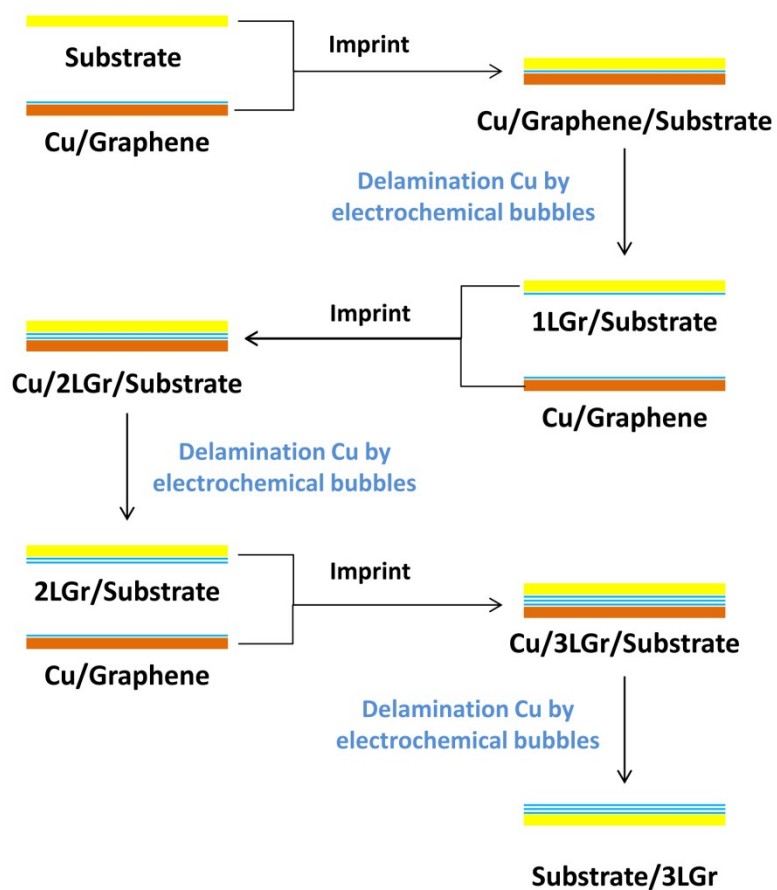 Substrate
Imprint
Cu/Graphene
Cu/Graphene/Substrate
Delamination Cu by
electrochemical bubbles
1LGr/Substrate
Imprint
Cu/2LGr/Substrate
Cu/Graphene
Delamination Cu by
electrochemical bubbles
2LGr/Substrate
Imprint
Cu/Graphene
Cu/3LGr/Substrate
Delamination Cu by
electrochemical bubbles
Substrate/3LGr